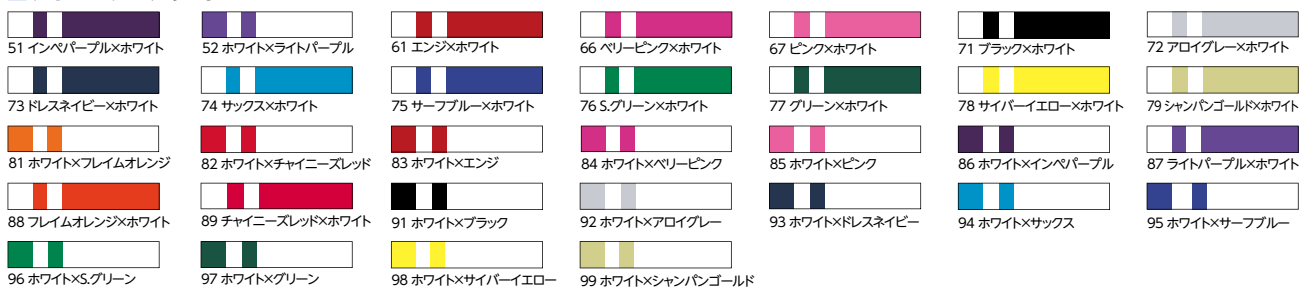 51 インペパープル×ホワイト
52 ホワイト×ライトパープル
61 エンジ×ホワイト
66 ベリーピンク×ホワイト
67 ピンク×ホワイト
71 ブラック×ホワイト
72 アロイグレー×ホワイト
73 ドレスネイビー×ホワイト
74 サックス×ホワイト
75 サーフブルー×ホワイト
76 S.グリーン×ホワイト
77 グリーン×ホワイト
78 サイバーイエロー×ホワイト
79 シャンパンゴールド×ホワイト
81 ホワイト×フレイムオレンジ
82 ホワイト×チャイニーズレッド
83 ホワイト×エンジ
84 ホワイト×ベリーピンク
85 ホワイト×ピンク
86 ホワイト×インペパープル
87 ライトパープル×ホワイト
88 フレイムオレンジ×ホワイト
89 チャイニーズレッド×ホワイト
91 ホワイト×ブラック
92 ホワイト×アロイグレー
93 ホワイト×ドレスネイビー
94 ホワイト×サックス
95 ホワイト×サーフブルー
96 ホワイト×S.グリーン
97 ホワイト×グリーン
98 ホワイト×サイバーイエロー
99 ホワイト×シャンパンゴールド